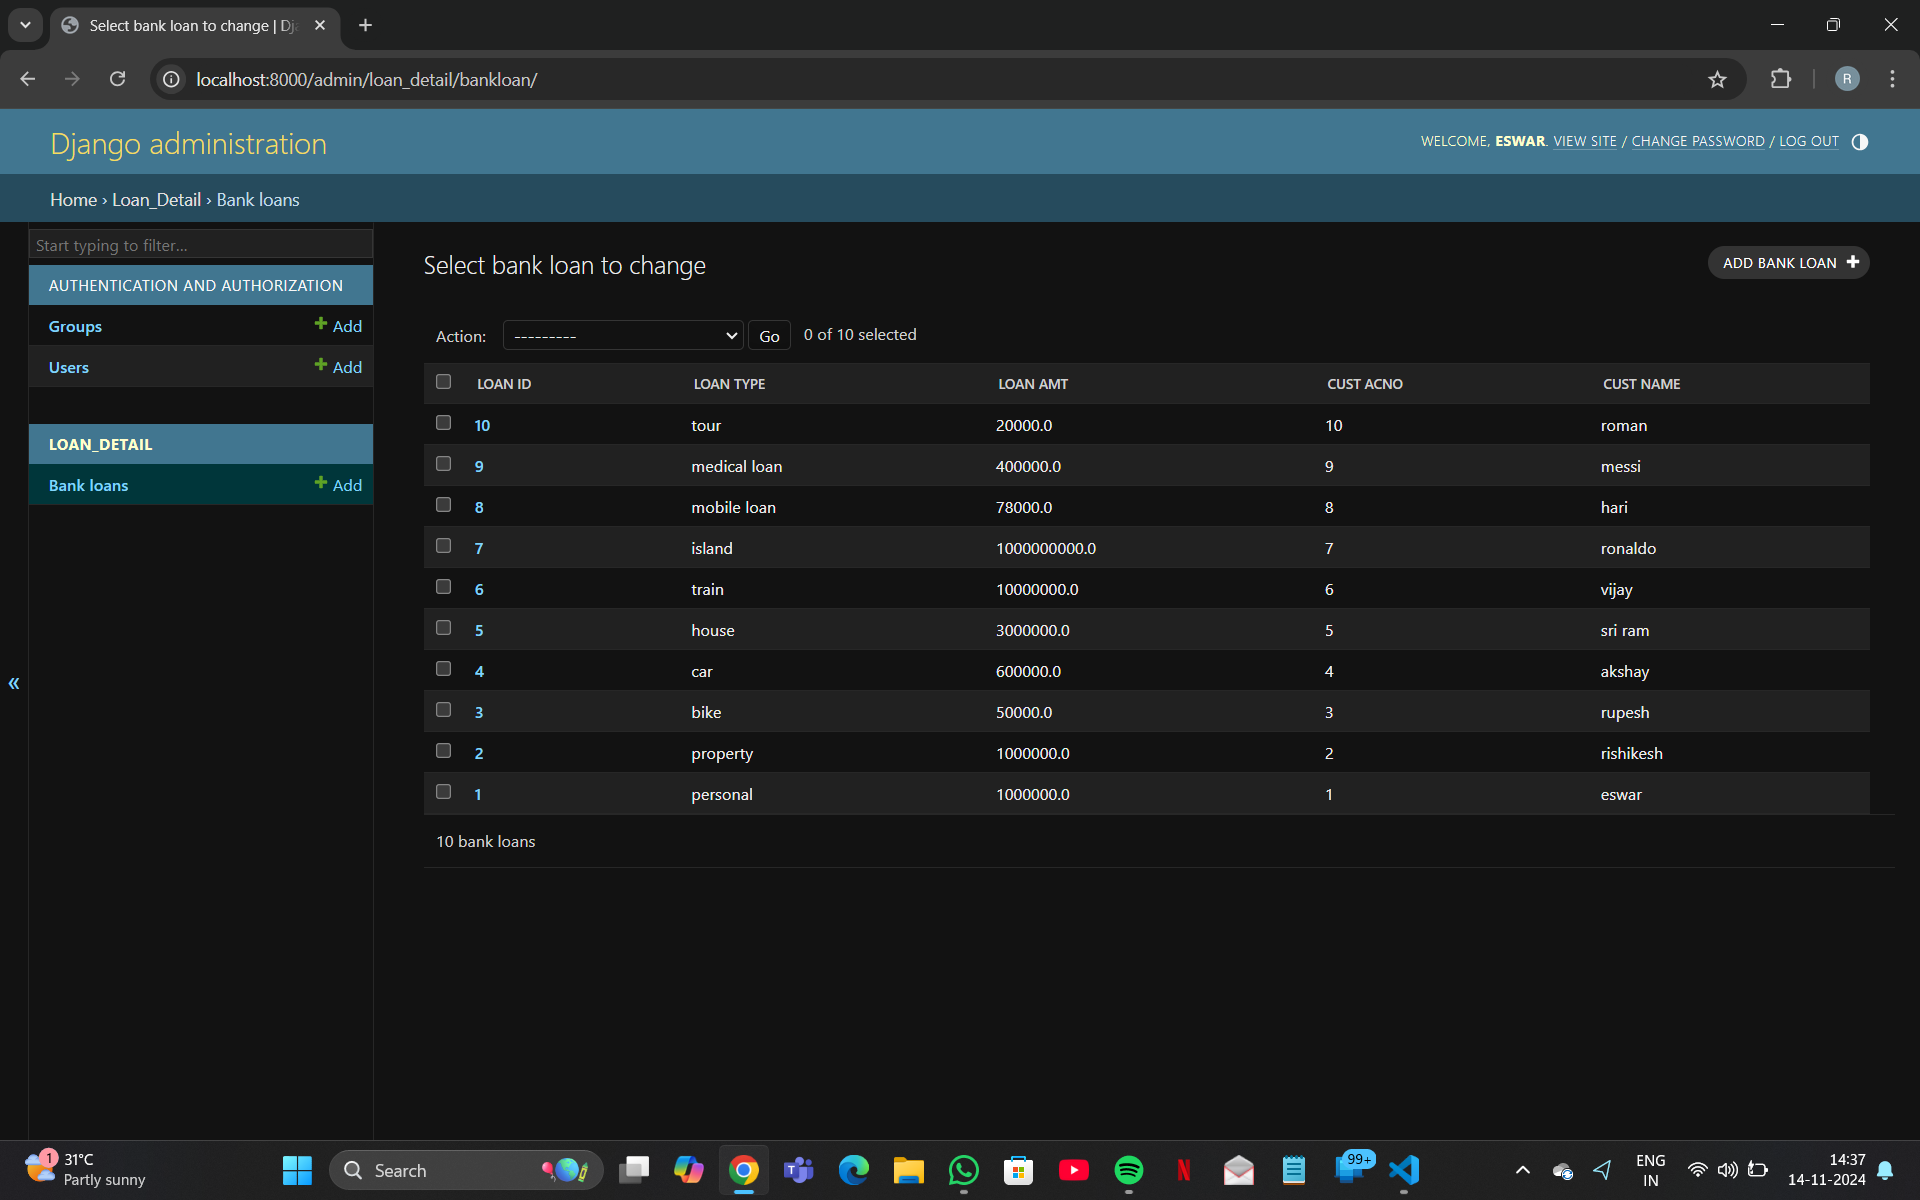 Select bank loan to change | Dj
localhost:8000/admin/loan_detail/bankloan/
R
Django administration
WELCOME, ESWAR. VIEW SITE / CHANGE PASSWORD / LOG OUT
Home › Loan_Detail › Bank loans
Start typing to filter...
AUTHENTICATION AND AUTHORIZATION
Groups + Add
Users + Add
LOAN_DETAIL
Bank loans + Add
«
Select bank loan to change
ADD BANK LOAN +
Action: --------- Go 0 of 10 selected
LOAN ID LOAN TYPE LOAN AMT CUST ACNO CUST NAME
10 tour 20000.0 10 roman
9 medical loan 400000.0 9 messi
8 mobile loan 78000.0 8 hari
7 island 1000000000.0 7 ronaldo
6 train 10000000.0 6 vijay
5 house 3000000.0 5 sri ram
4 car 600000.0 4 akshay
3 bike 50000.0 3 rupesh
2 property 1000000.0 2 rishikesh
1 personal 1000000.0 1 eswar
10 bank loans
1
31°C
Partly sunny
Search
T
N
99+
ENG
IN
14:37
14-11-2024